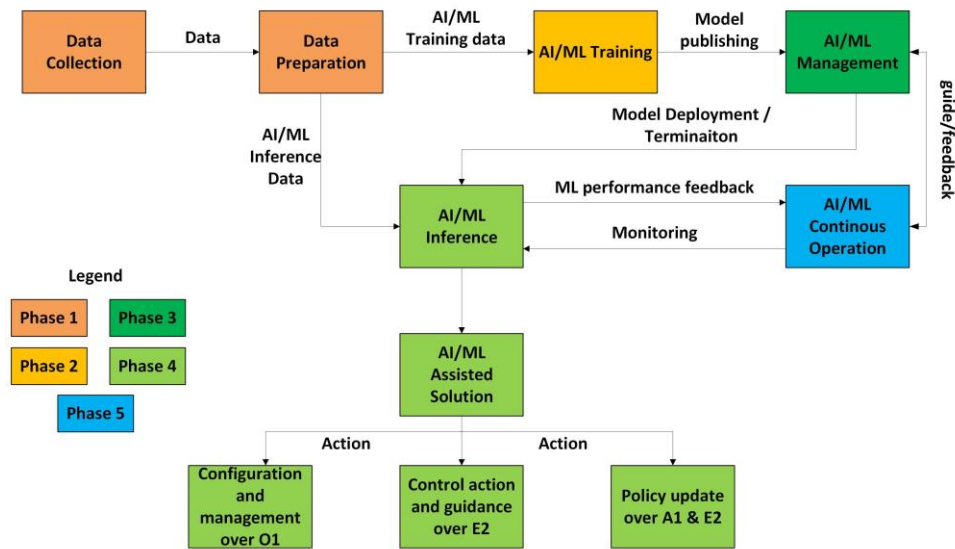 Data
Collection
Data
Data
Preparation
AI/ML
Training data
AI/ML Training
Model
publishing
AI/ML
Management
guide/feedback
AI/ML
Inference
Data
Model Deployment /
Terminaiton
AI/ML
Inference
ML performance feedback
Monitoring
AI/ML
Continous
Operation
Legend
Phase 1
Phase 3
Phase 2
Phase 4
Phase 5
AI/ML
Assisted
Solution
Action
Action
Configuration
and
management
over O1
Control action
and guidance
over E2
Policy update
over A1 & E2